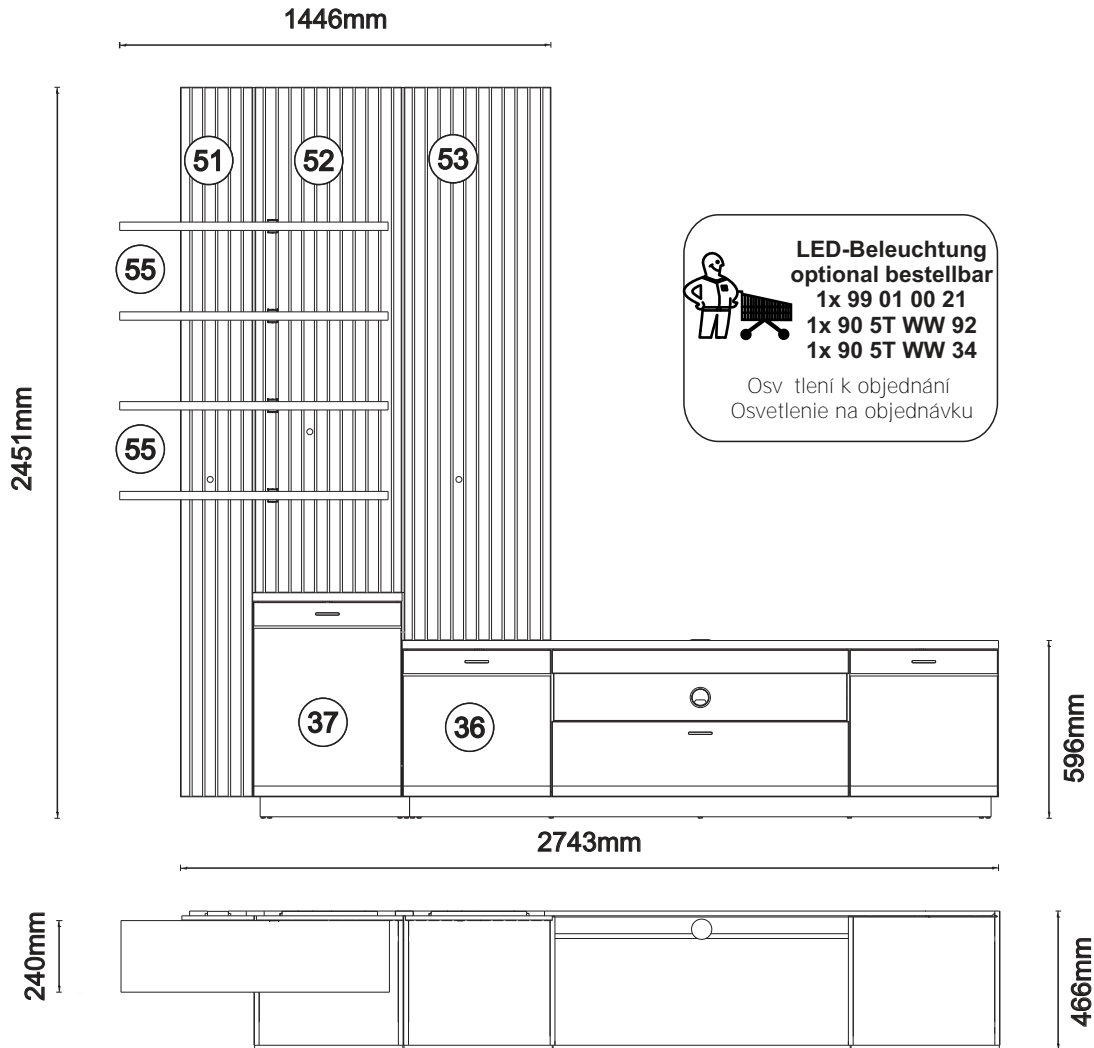 1446mm
51
52
53
55
55
2451mm
LED-Beleuchtung
optional bestellbar
1x 99 01 00 21
1x 90 5T WW 92
1x 90 5T WW 34
Osv tlení k objednání
Osvetlenie na objednávku
37
36
596mm
2743mm
240mm
466mm